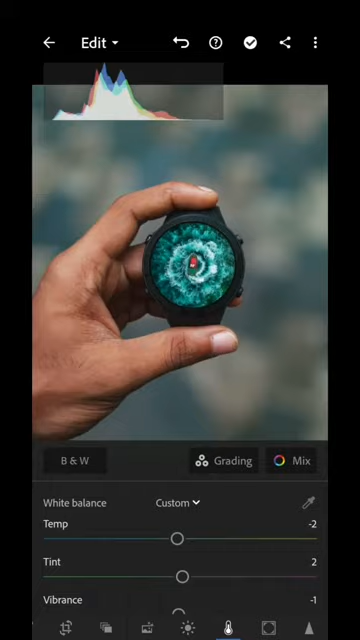 Edit
B & W
Grading
Mix
White balance
Custom
Temp
-2
Tint
2
Vibrance
-1